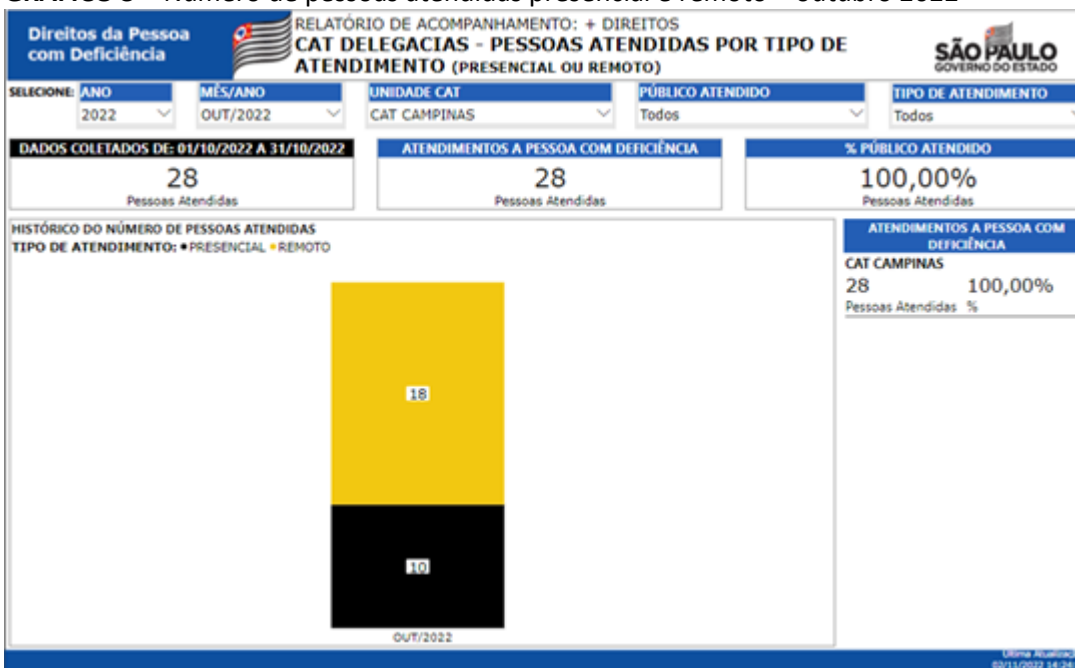 Número de pessoas atendidas presencial e remoto – outubro 2022
Direitos da Pessoa
com Deficiência
RELATÓRIO DE ACOMPANHAMENTO: + DIREITOS
CAT DELEGACIAS - PESSOAS ATENDIDAS POR TIPO DE
ATENDIMENTO (PRESENCIAL OU REMOTO)
SÃO PAULO
GOVERNO DO ESTADO
SELECIONE: ANO MÊS/ANO UNIDADE CAT PÚBLICO ATENDIDO TIPO DE ATENDIMENTO
2022 OUT/2022 CAT CAMPINAS Todos Todos
DADOS COLETADOS DE: 01/10/2022 A 31/10/2022
28
Pessoas Atendidas
ATENDIMENTOS A PESSOA COM DEFICIÊNCIA
28
Pessoas Atendidas
% PÚBLICO ATENDIDO
100,00%
Pessoas Atendidas
HISTÓRICO DO NÚMERO DE PESSOAS ATENDIDAS
TIPO DE ATENDIMENTO: ●PRESENCIAL ●REMOTO
18
10
OUT/2022
ATENDIMENTOS A PESSOA COM
DEFICIÊNCIA
CAT CAMPINAS
28 100,00%
Pessoas Atendidas %
Última
02/11/2022